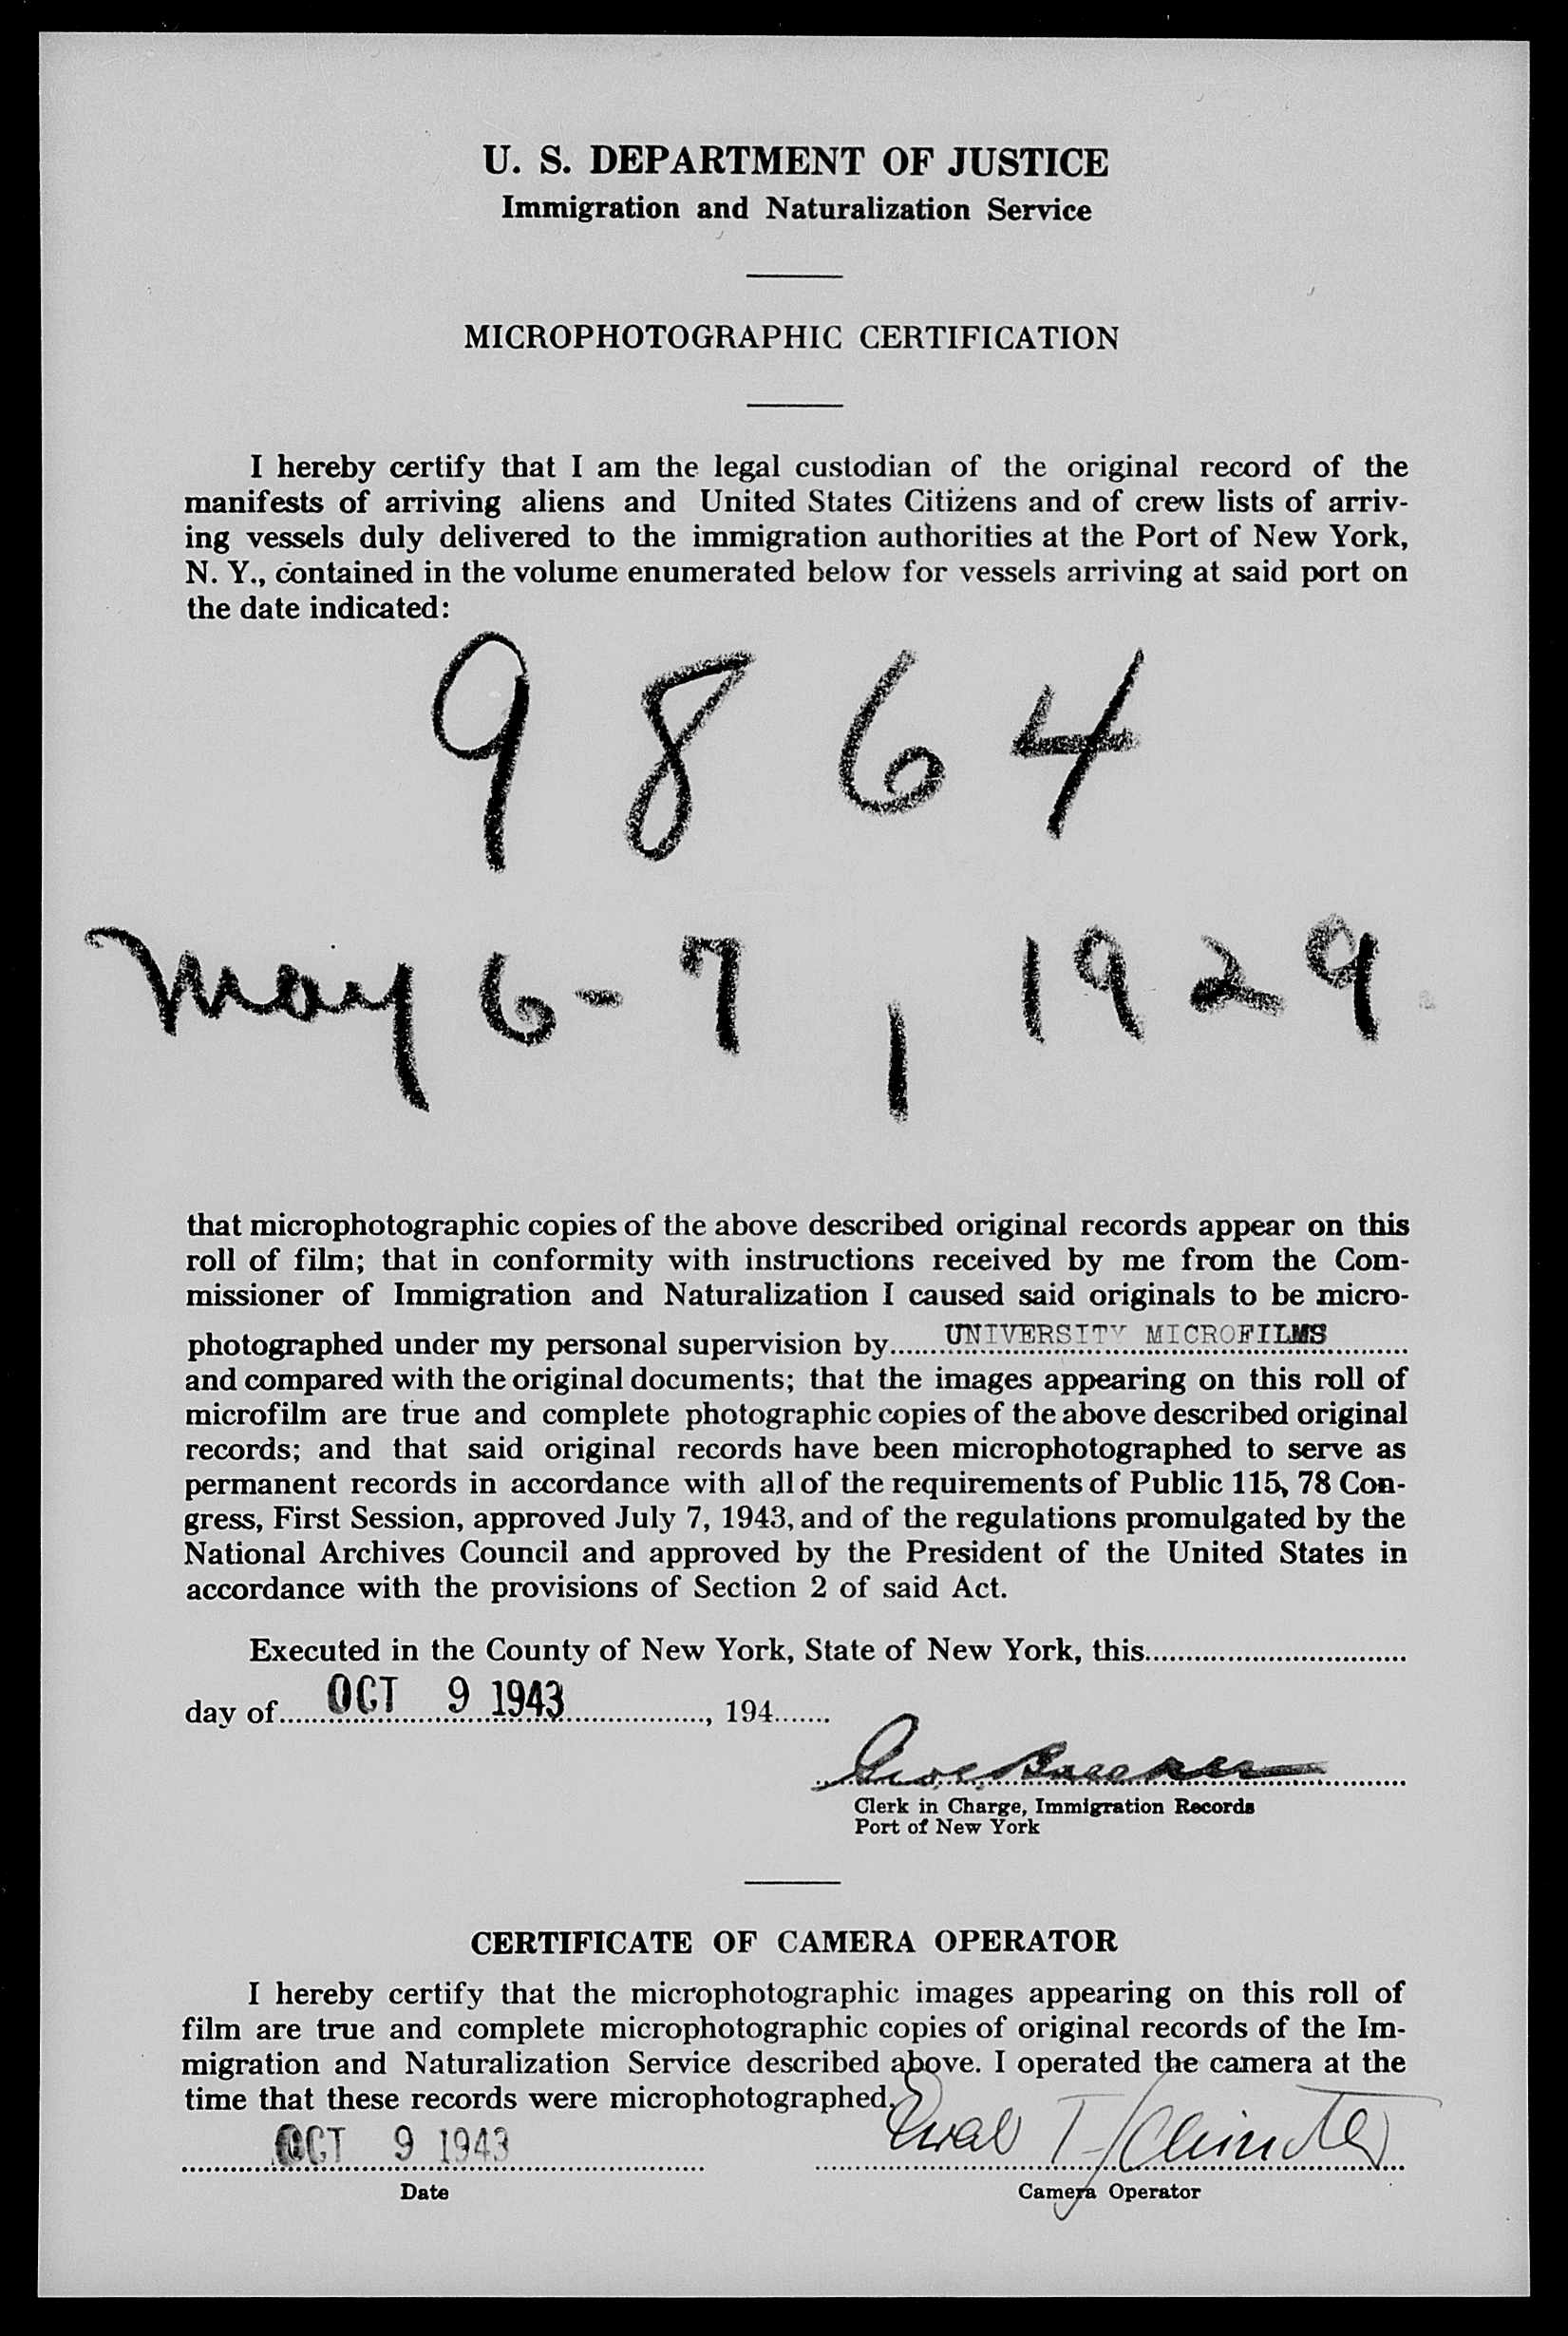 U. S. DEPARTMENT OF JUSTICE
Immigration and Naturalization Service
MICROPHOTOGRAPHIC CERTIFICATION
I hereby certify that I am the legal custodian of the original record of the
manifests of arriving aliens and United States Citizens and of crew lists of arriv-
ing vessels duly delivered to the immigration authorities at the Port of New York,
N. Y., contained in the volume enumerated below for vessels arriving at said port on
the date indicated:
9864
May 6-7, 1929
that microphotographic copies of the above described original records appear on this
roll of film; that in conformity with instructions received by me from the Com-
missioner of Immigration and Naturalization I caused said originals to be micro-
photographed under my personal supervision by UNIVERSITY MICROFILMS
and compared with the original documents; that the images appearing on this roll of
microfilm are true and complete photographic copies of the above described original
records; and that said original records have been microphotographed to serve as
permanent records in accordance with all of the requirements of Public 115, 78 Con-
gress, First Session, approved July 7, 1943, and of the regulations promulgated by the
National Archives Council and approved by the President of the United States in
accordance with the provisions of Section 2 of said Act.
Executed in the County of New York, State of New York, this
day of OCT 9 1943, 194
Clerk in Charge, Immigration Records
Port of New York
CERTIFICATE OF CAMERA OPERATOR
I hereby certify that the microphotographic images appearing on this roll of
film are true and complete microphotographic copies of original records of the Im-
migration and Naturalization Service described above. I operated the camera at the
time that these records were microphotographed.
OCT 9 1943
Date
Camera Operator